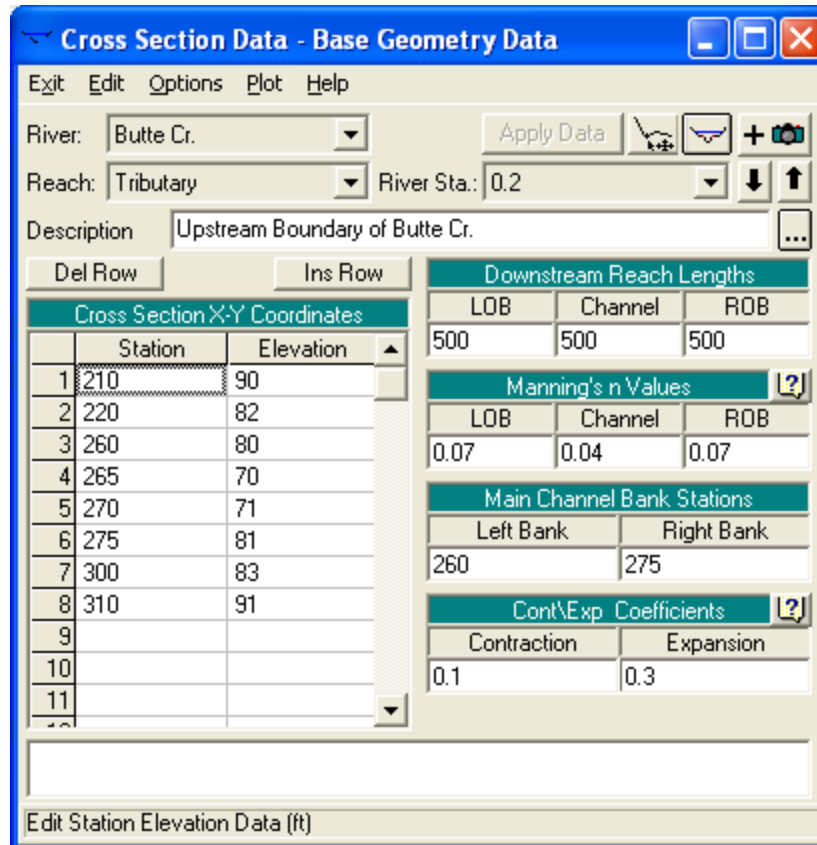 Cross Section Data - Base Geometry Data
Exit Edit Options Plot Help
River: Butte Cr. Apply Data
Reach: Tributary River Sta.: 0.2
Description Upstream Boundary of Butte Cr. ...
Del Row Ins Row
Cross Section X-Y Coordinates
Station Elevation
1 210 90
2 220 82
3 260 80
4 265 70
5 270 71
6 275 81
7 300 83
8 310 91
9
10
11
Downstream Reach Lengths
LOB Channel ROB
500 500 500
Manning's n Values
LOB Channel ROB
0.07 0.04 0.07
Main Channel Bank Stations
Left Bank Right Bank
260 275
Cont\Exp Coefficients
Contraction Expansion
0.1 0.3
Edit Station Elevation Data (ft)